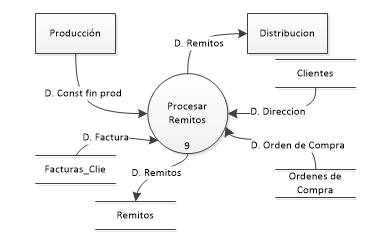 Producción
Distribucion
D. Remitos
Clientes
D. Const fin prod
Procesar
Remitos
9
D. Direccion
D. Factura
D. Orden de Compra
Facturas_Clie
D. Remitos
Ordenes de
Compra
Remitos